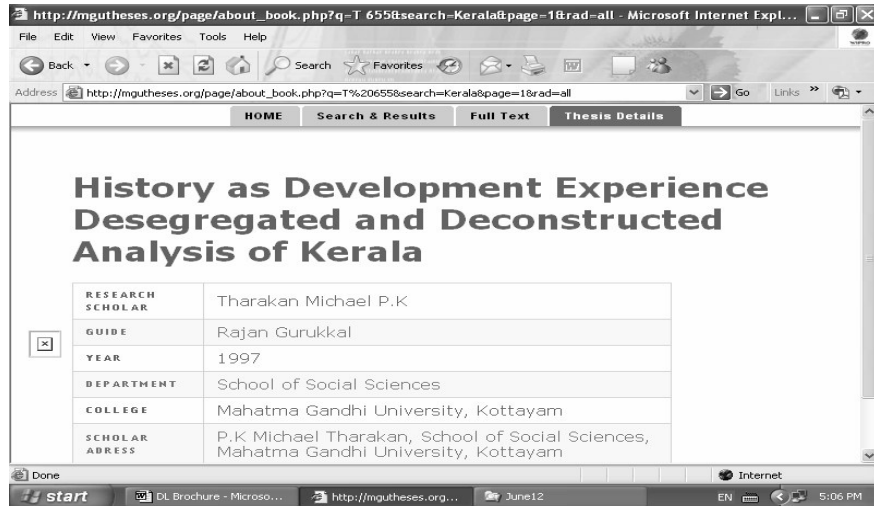 http://mgutheses.org/page/about_book.php?q=T 655&search=Kerala&page=1&rad=all - Microsoft Internet Expl...
File Edit View Favorites Tools Help
Back Search Favorites
Address http://mgutheses.org/page/about_book.php?q=T%20655&search=Kerala&page=1&rad=all Go Links »
HOME Search & Results Full Text Thesis Details
History as Development Experience
Desegregated and Deconstructed
Analysis of Kerala
RESEARCH
SCHOLAR
Tharakan Michael P.K
GUIDE Rajan Gurukkal
YEAR 1997
DEPARTMENT School of Social Sciences
COLLEGE Mahatma Gandhi University, Kottayam
SCHOLAR
ADRESS
P.K Michael Tharakan, School of Social Sciences,
Mahatma Gandhi University, Kottayam
Done Internet
start DL Brochure - Microso... http://mgutheses.org... June12 EN 5:06 PM